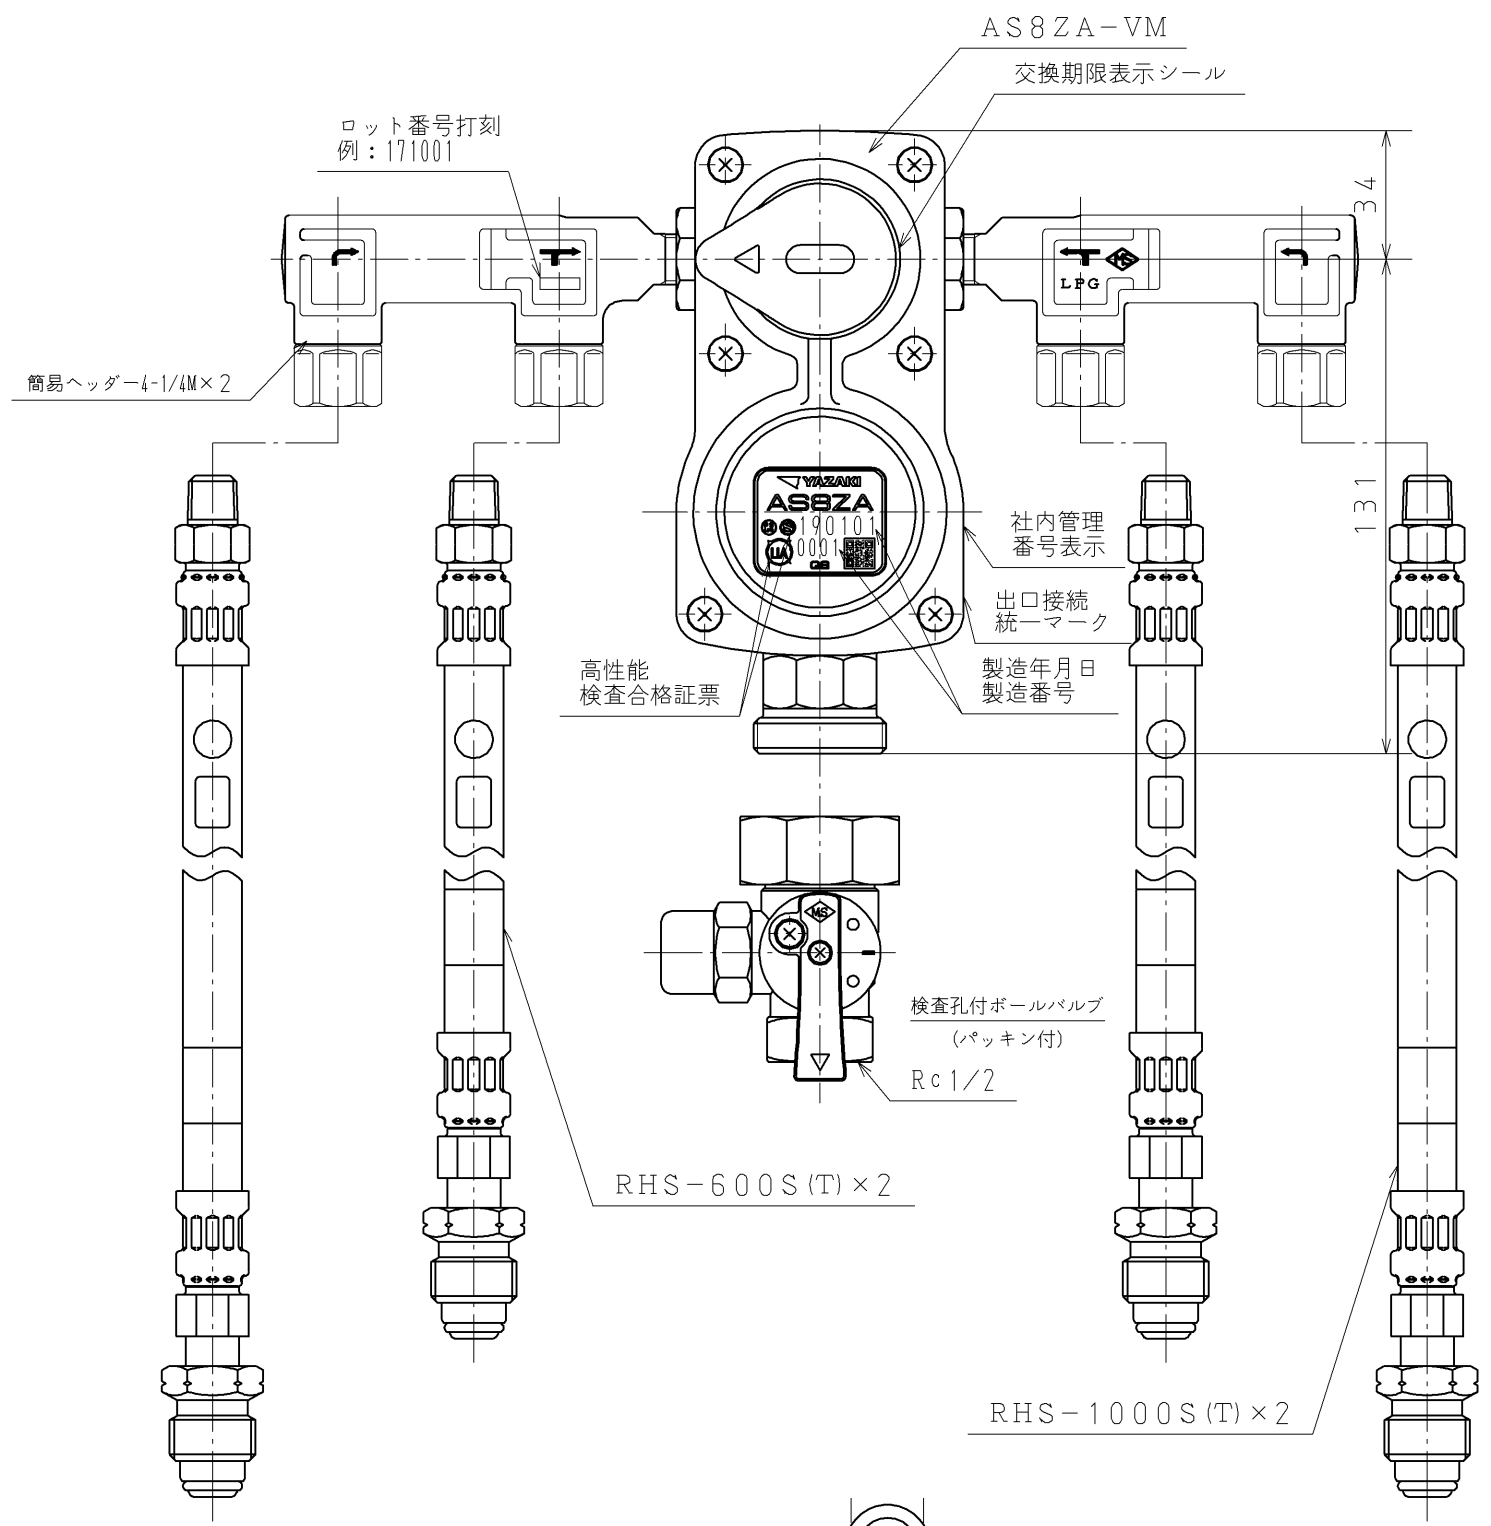 AS8ZA-VM
交換期限表示シール
ロット番号打刻
例：171001
34
MS
LPG
簡易ヘッダー4-1/4M×2
131
YAZAKI
AS8ZA
190101
0001
LIA
社内管理
番号表示
出口接続
統一マーク
高性能
検査合格証票
製造年月日
製造番号
MS
検査孔付ボールバルブ
(パッキン付)
Rc1/2
RHS-600S(T)×2
RHS-1000S(T)×2